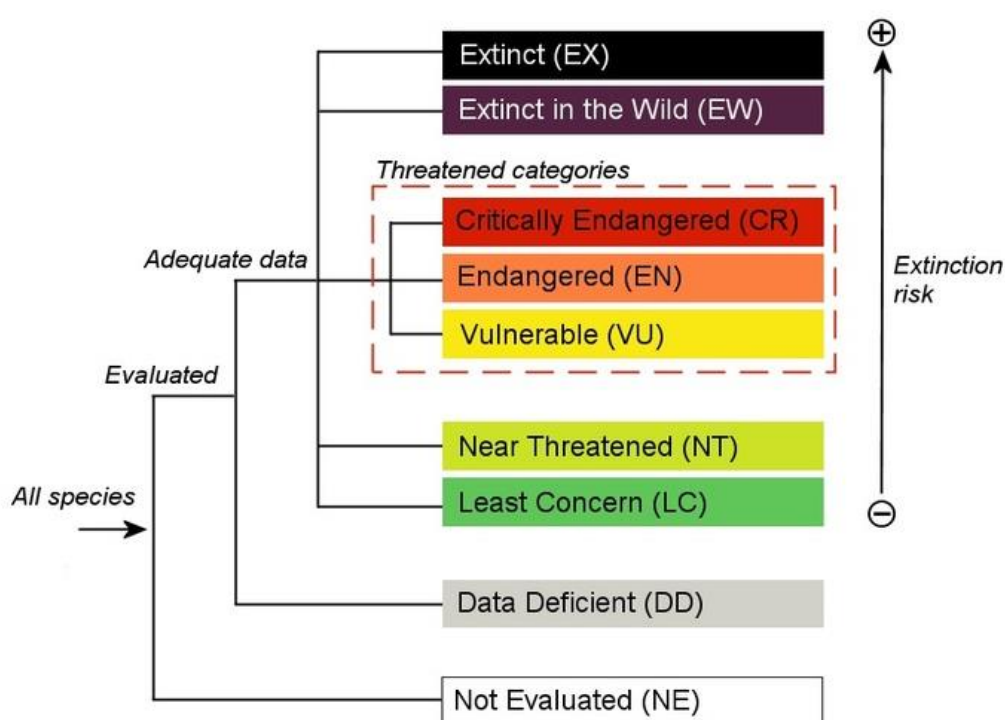 Extinct (EX)
Extinct in the Wild (EW)
Threatened categories
Critically Endangered (CR)
Adequate data
Endangered (EN)
Extinction
risk
Vulnerable (VU)
Evaluated
Near Threatened (NT)
All species
Least Concern (LC)
Data Deficient (DD)
Not Evaluated (NE)